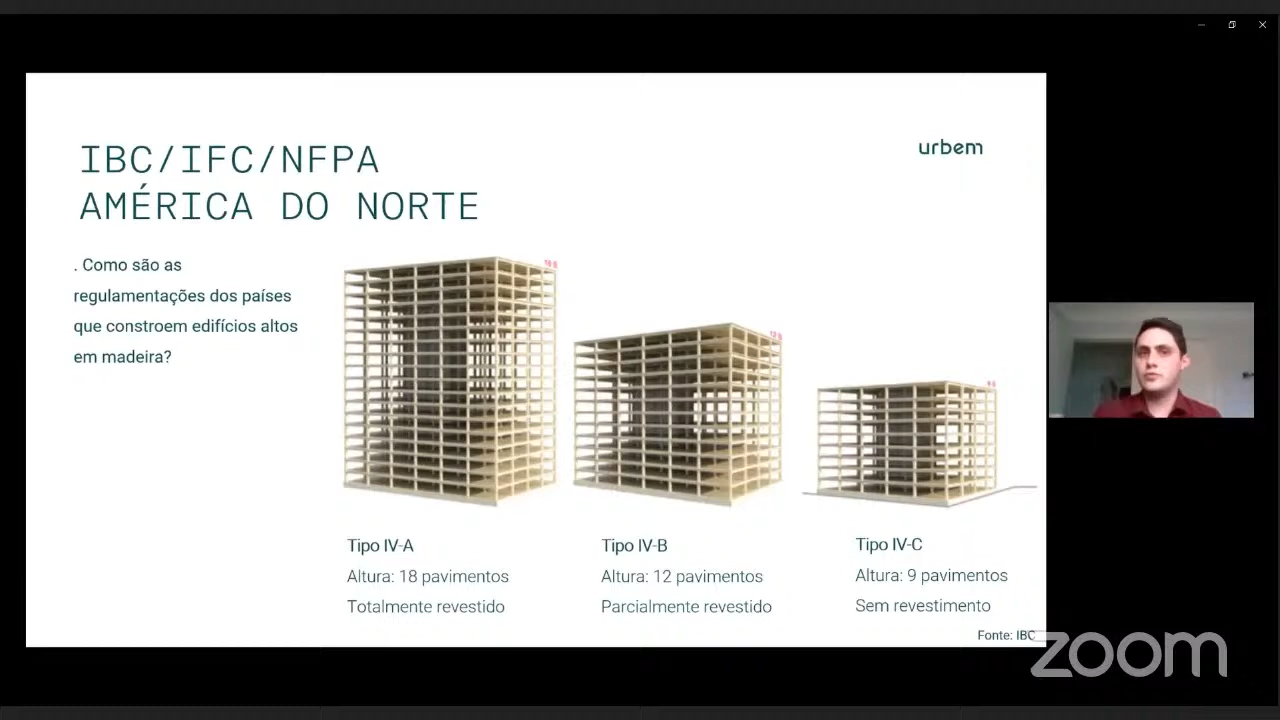 IBC/IFC/NFPA
AMÉRICA DO NORTE
urbem
. Como são as
regulamentações dos países
que constroem edifícios altos
em madeira?
Tipo IV-A
Altura: 18 pavimentos
Totalmente revestido
Tipo IV-B
Altura: 12 pavimentos
Parcialmente revestido
Tipo IV-C
Altura: 9 pavimentos
Sem revestimento
Fonte: IBC
zoom